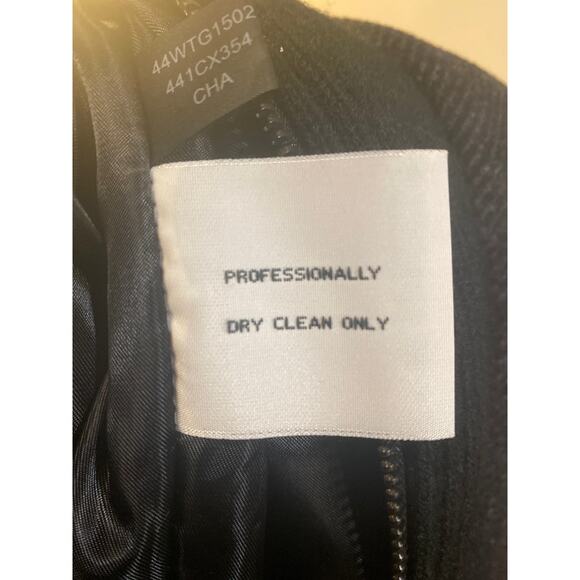 44WTG1502
441CX354
CHA
PROFESSIONALLY
DRY CLEAN ONLY